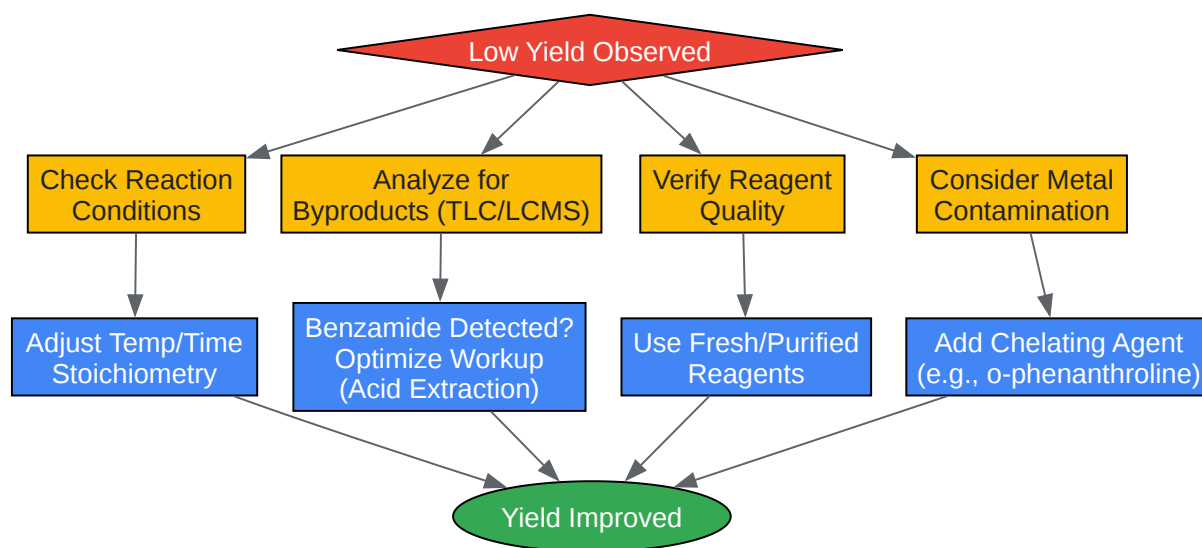 Low Yield Observed
Check Reaction
Conditions
Analyze for
Byproducts (TLC/LCMS)
Verify Reagent
Quality
Consider Metal
Contamination
Adjust Temp/Time
Stoichiometry
Benzamide Detected?
Optimize Workup
(Acid Extraction)
Use Fresh/Purified
Reagents
Add Chelating Agent
(e.g., o-phenanthroline)
Yield Improved